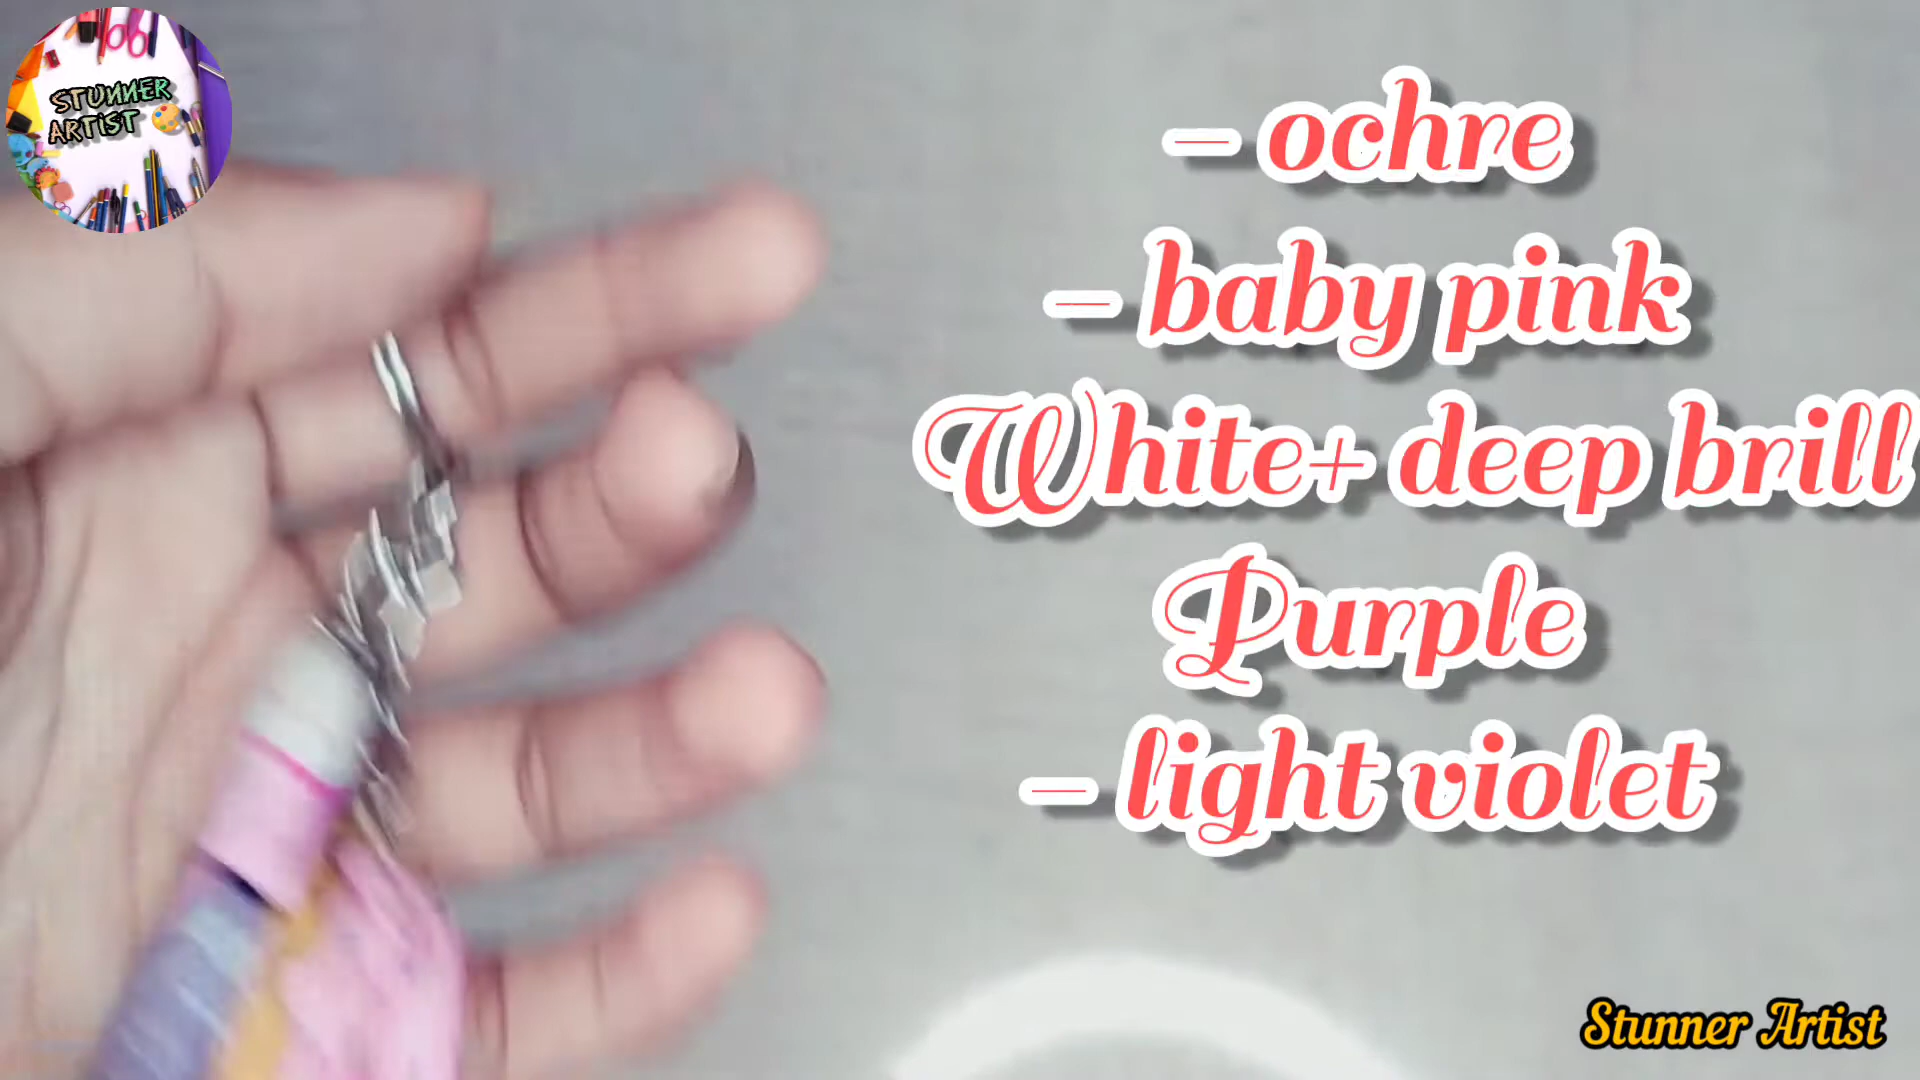 STUNNER
ARTIST
– ochre
– baby pink
White+ deep brill
Purple
– light violet
Stunner Artist